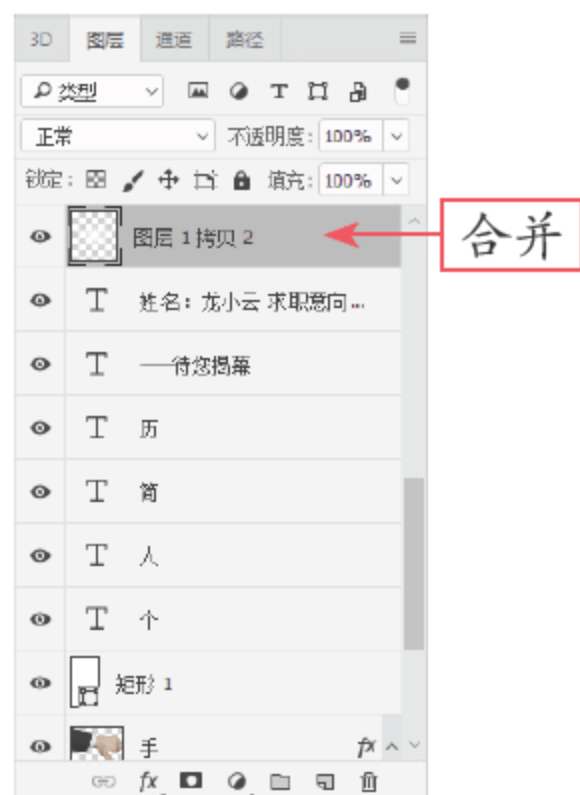 3D 图层 通道 路径
类型 T
正常 不透明度: 100%
锁定: 填充: 100%
图层 1 拷贝 2
合并
T 姓名: 龙小云 求职意向...
T ——待您揭幕
T 历
T 简
T 人
T 个
矩形 1
手 fx
fx